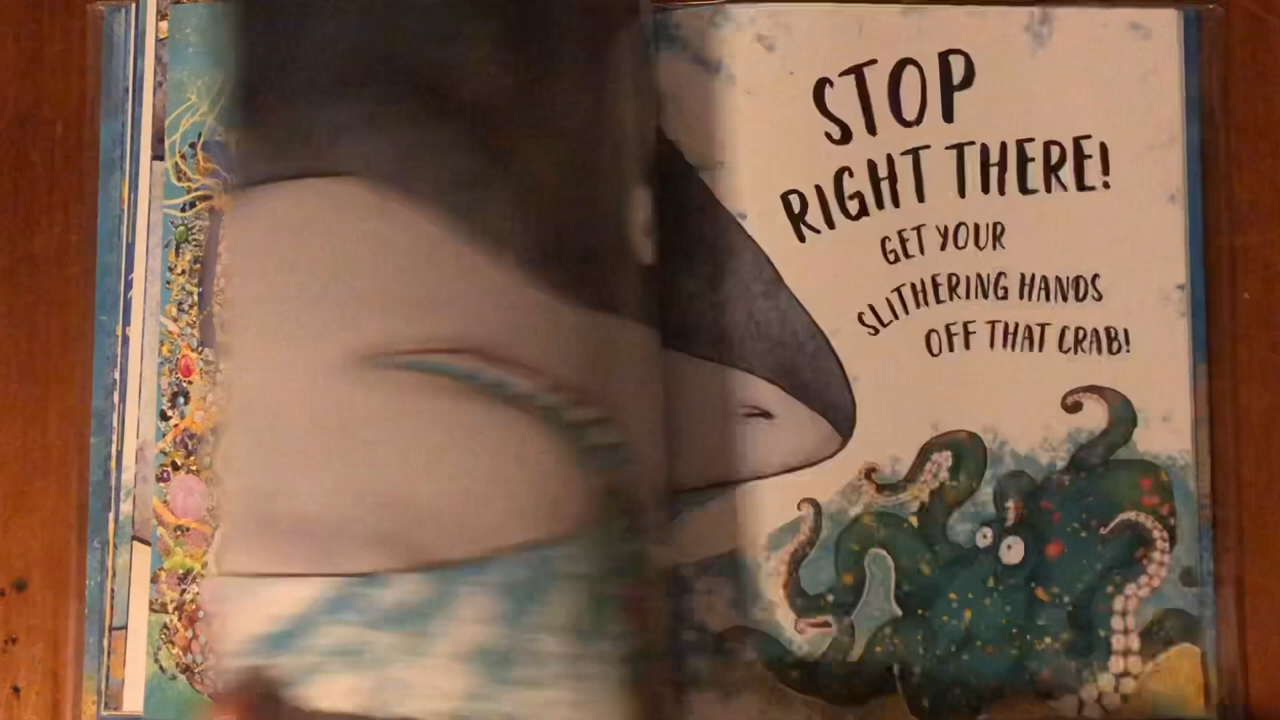 STOP
RIGHT THERE!
GET YOUR
SLITHERING HANDS
OFF THAT CRAB!